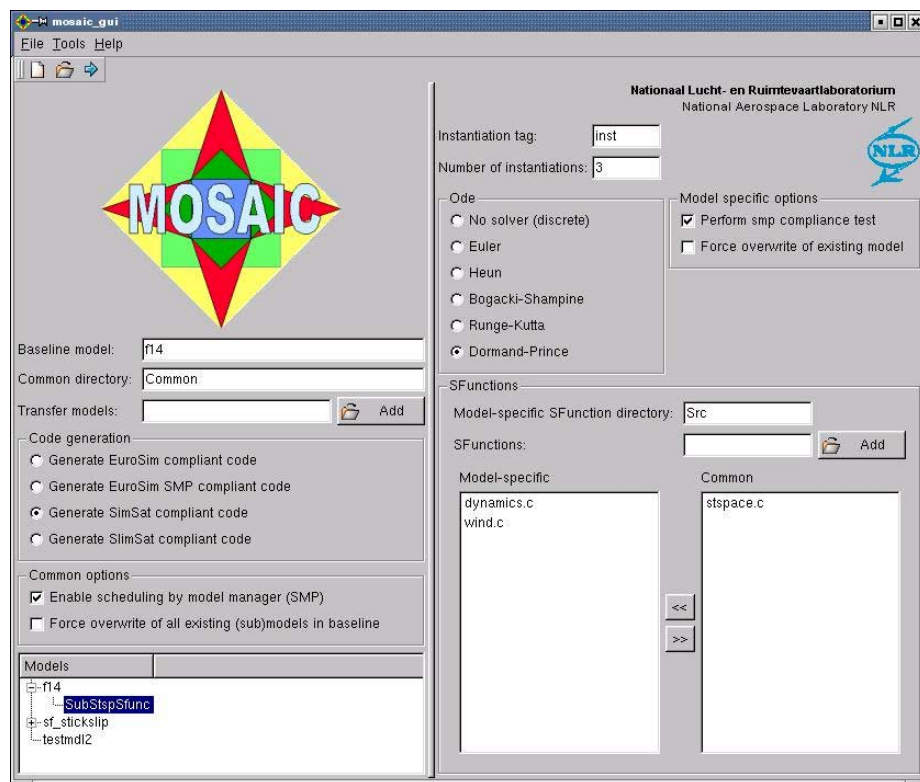 mosaic_gui
File Tools Help
MOSAIC
Baseline model: f14
Common directory: Common
Transfer models: Add
Code generation
Generate EuroSim compliant code
Generate EuroSim SMP compliant code
Generate SimSat compliant code
Generate SlimSat compliant code
Common options
Enable scheduling by model manager (SMP)
Force overwrite of all existing (sub)models in baseline
Models
f14
SubStspSfunc
sf_stickslip
testmdl2
Nationaal Lucht- en Ruimtevaartlaboratorium
National Aerospace Laboratory NLR
NLR
Instantiation tag: inst
Number of instantiations: 3
Ode
No solver (discrete)
Euler
Heun
Bogacki-Shampine
Runge-Kutta
Dormand-Prince
Model specific options
Perform smp compliance test
Force overwrite of existing model
SFunctions
Model-specific SFunction directory: Src
SFunctions: Add
Model-specific
dynamics.c
wind.c
<<
>>
Common
stspace.c